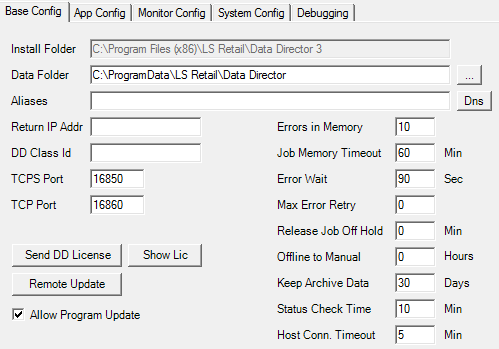 Base Config App Config Monitor Config System Config Debugging
Install Folder C:\Program Files (x86)\LS Retail\Data Director 3
Data Folder C:\ProgramData\LS Retail\Data Director ...
Aliases Dns
Return IP Addr Errors in Memory 10
DD Class Id Job Memory Timeout 60 Min
TCPS Port 16850 Error Wait 90 Sec
TCP Port 16860 Max Error Retry 0
Release Job Off Hold 0 Min
Send DD License Show Lic Offline to Manual 0 Hours
Remote Update Keep Archive Data 30 Days
Allow Program Update Status Check Time 10 Min
Host Conn. Timeout 5 Min